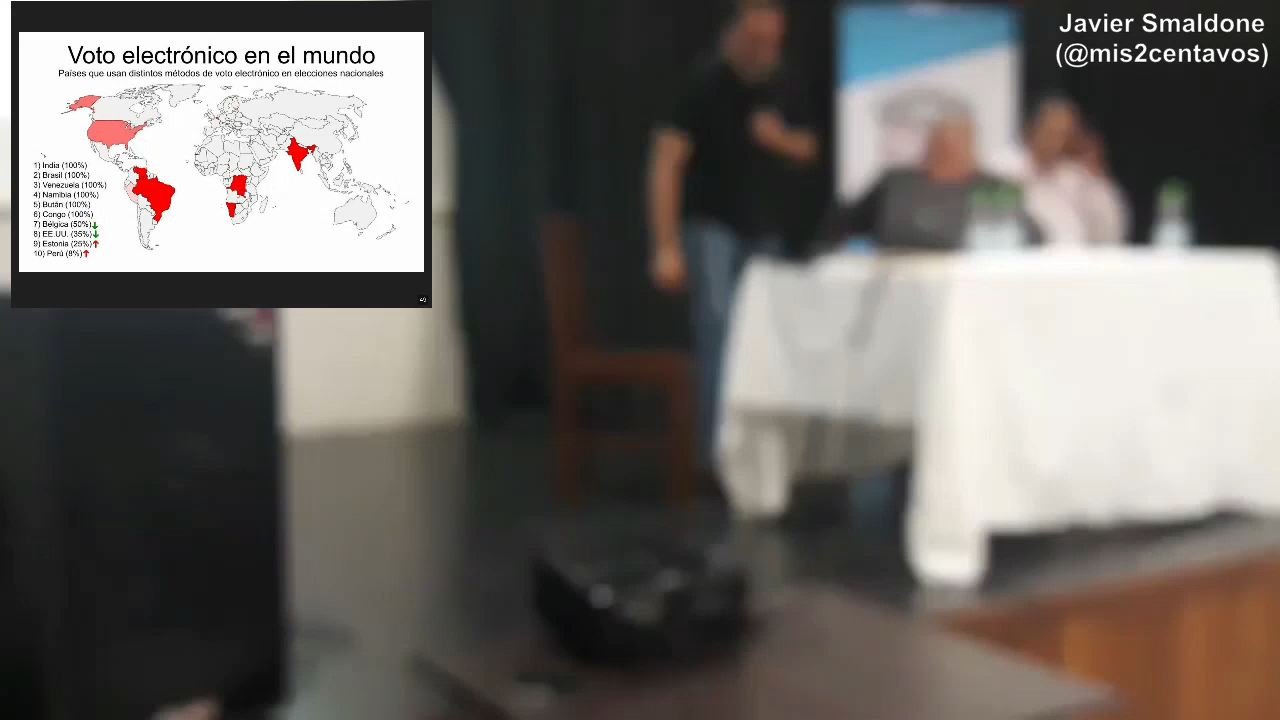 Voto electrónico en el mundo
Países que usan distintos métodos de voto electrónico en elecciones nacionales
1) India (100%)
2) Brasil (100%)
3) Venezuela (100%)
4) Namibia (100%)
5) Bután (100%)
6) Congo (100%)
7) Bélgica (50%)
8) EE.UU. (35%)
9) Estonia (25%)
10) Perú (8%)
49
Javier Smaldone
(@mis2centavos)